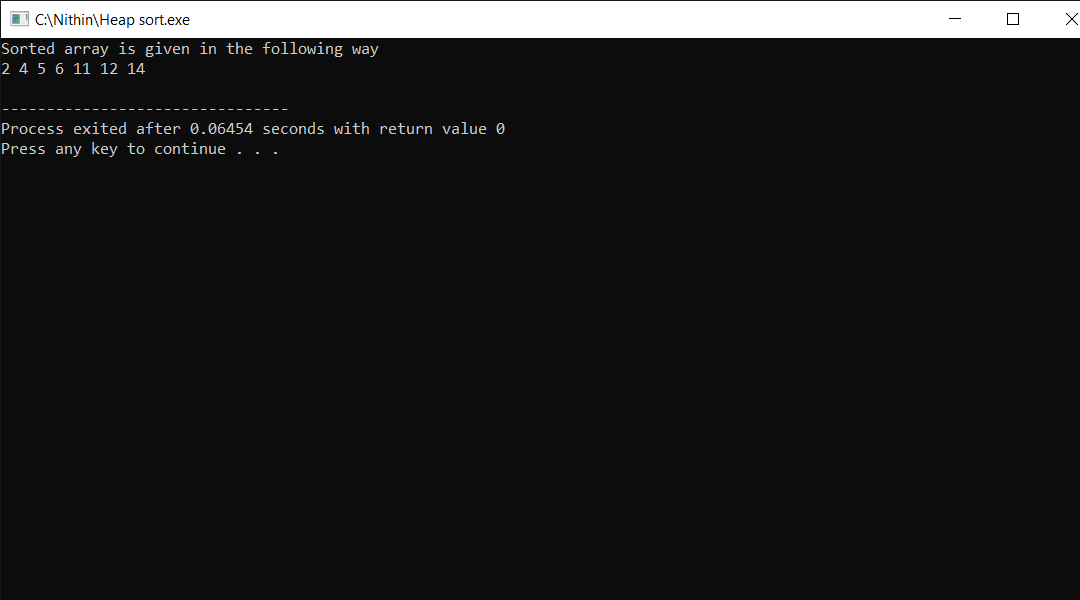 C:\Nithin\Heap sort.exe
Sorted array is given in the following way
2 4 5 6 11 12 14
--------------------------------
Process exited after 0.06454 seconds with return value 0
Press any key to continue . . .